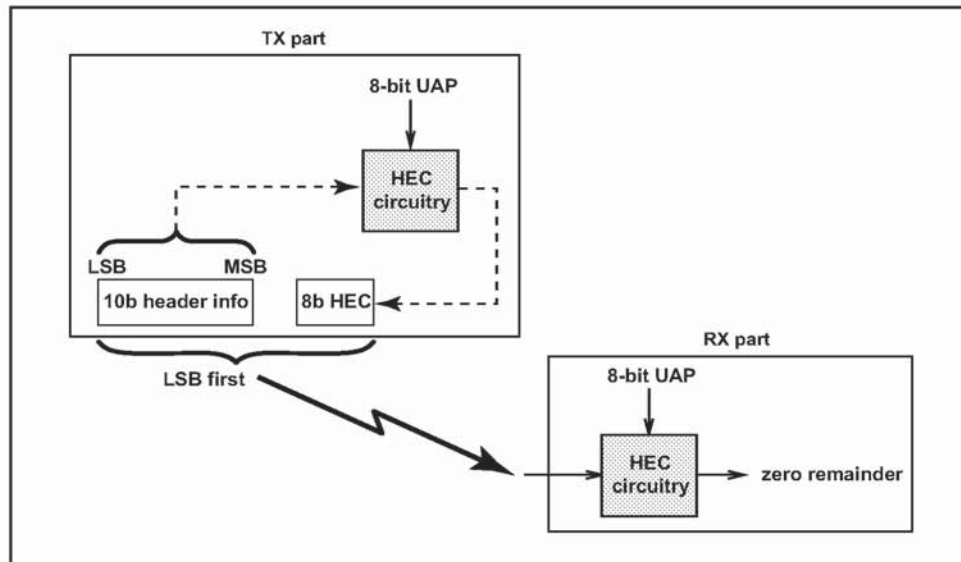 TX part
8-bit UAP
HEC
circuitry
LSB
MSB
10b header info
8b HEC
LSB first
RX part
8-bit UAP
HEC
circuitry
zero remainder